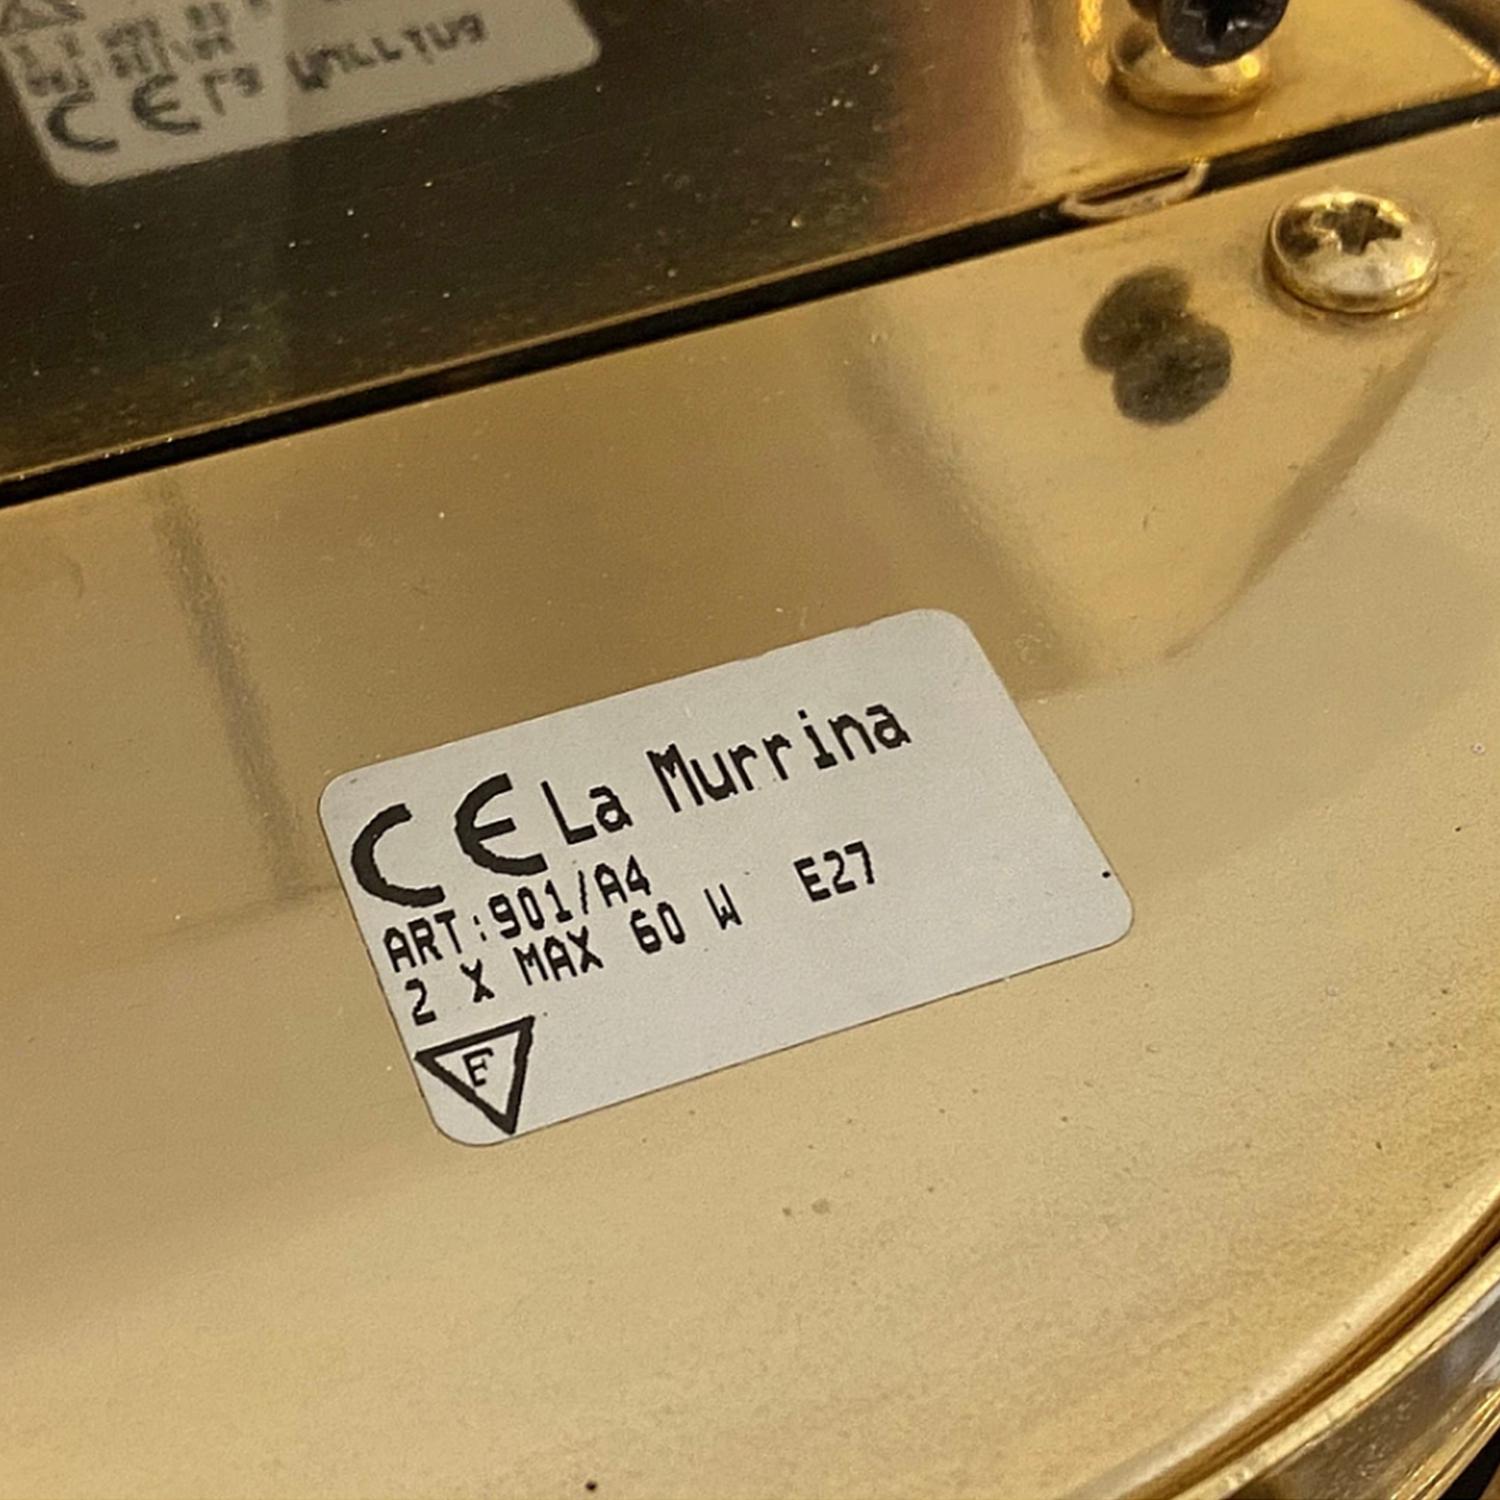 CE La Murrina
ART:901/A4
2 X MAX 60 W E27
F